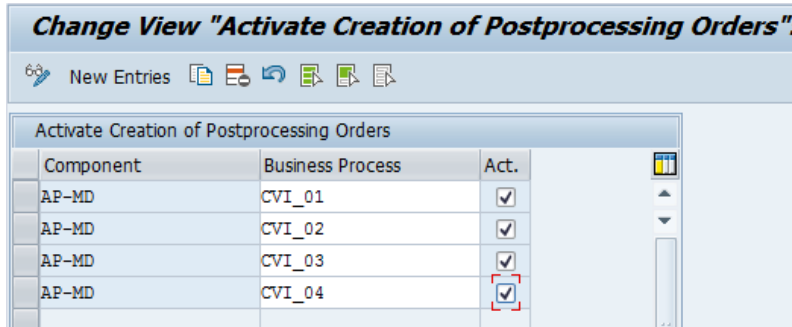 Change View "Activate Creation of Postprocessing Orders":
New Entries
Activate Creation of Postprocessing Orders
Component Business Process Act.
AP-MD CVI_01
AP-MD CVI_02
AP-MD CVI_03
AP-MD CVI_04